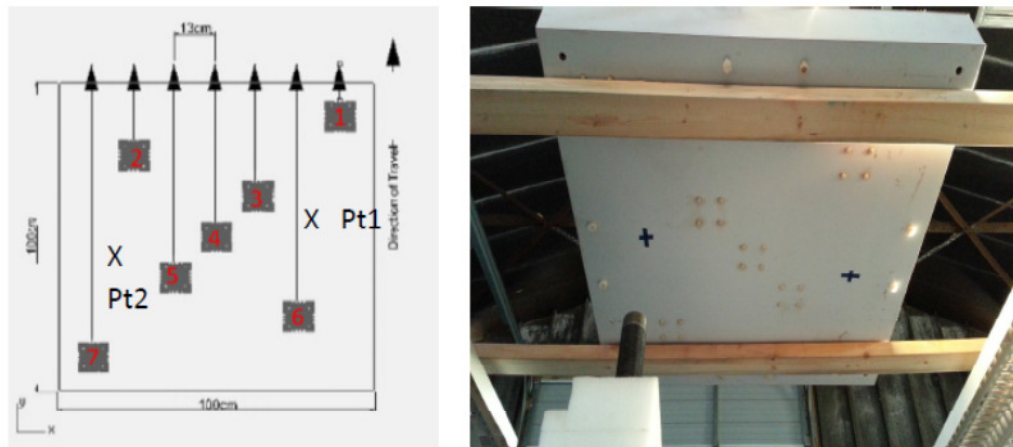 13cm
1
2
3
X Pt1
4
X
Pt2
5
6
7
100cm
Direction of Travel
100cm
y
x